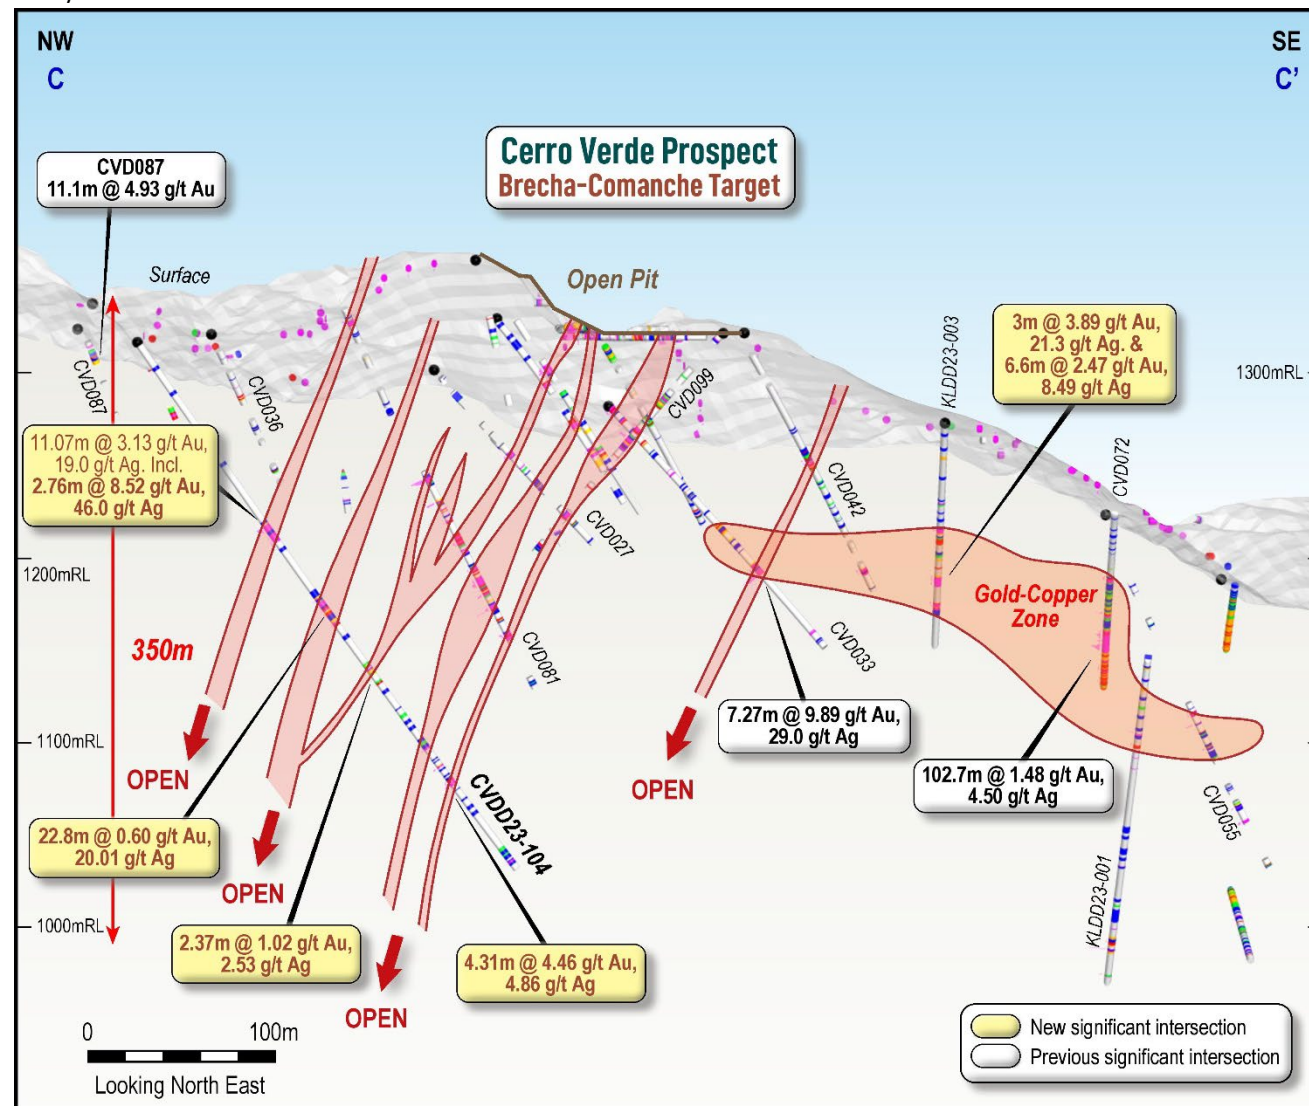 NW
C
SE
C'
Cerro Verde Prospect
Brecha-Comanche Target
CVD087
11.1m @ 4.93 g/t Au
Surface
Open Pit
KLDD23-003
3m @ 3.89 g/t Au,
21.3 g/t Ag. &
6.6m @ 2.47 g/t Au,
8.49 g/t Ag
1300mRL
CVD087
CVD036
CVD099
CVD072
11.07m @ 3.13 g/t Au,
19.0 g/t Ag. Incl.
2.76m @ 8.52 g/t Au,
46.0 g/t Ag
CVD042
CVD027
1200mRL
Gold-Copper
Zone
350m
CVD081
CVD033
7.27m @ 9.89 g/t Au,
29.0 g/t Ag
1100mRL
OPEN
OPEN
102.7m @ 1.48 g/t Au,
4.50 g/t Ag
CVD055
CVDD23-104
22.8m @ 0.60 g/t Au,
20.01 g/t Ag
OPEN
KLDD23-001
1000mRL
2.37m @ 1.02 g/t Au,
2.53 g/t Ag
4.31m @ 4.46 g/t Au,
4.86 g/t Ag
OPEN
0 100m
Looking North East
New significant intersection
Previous significant intersection